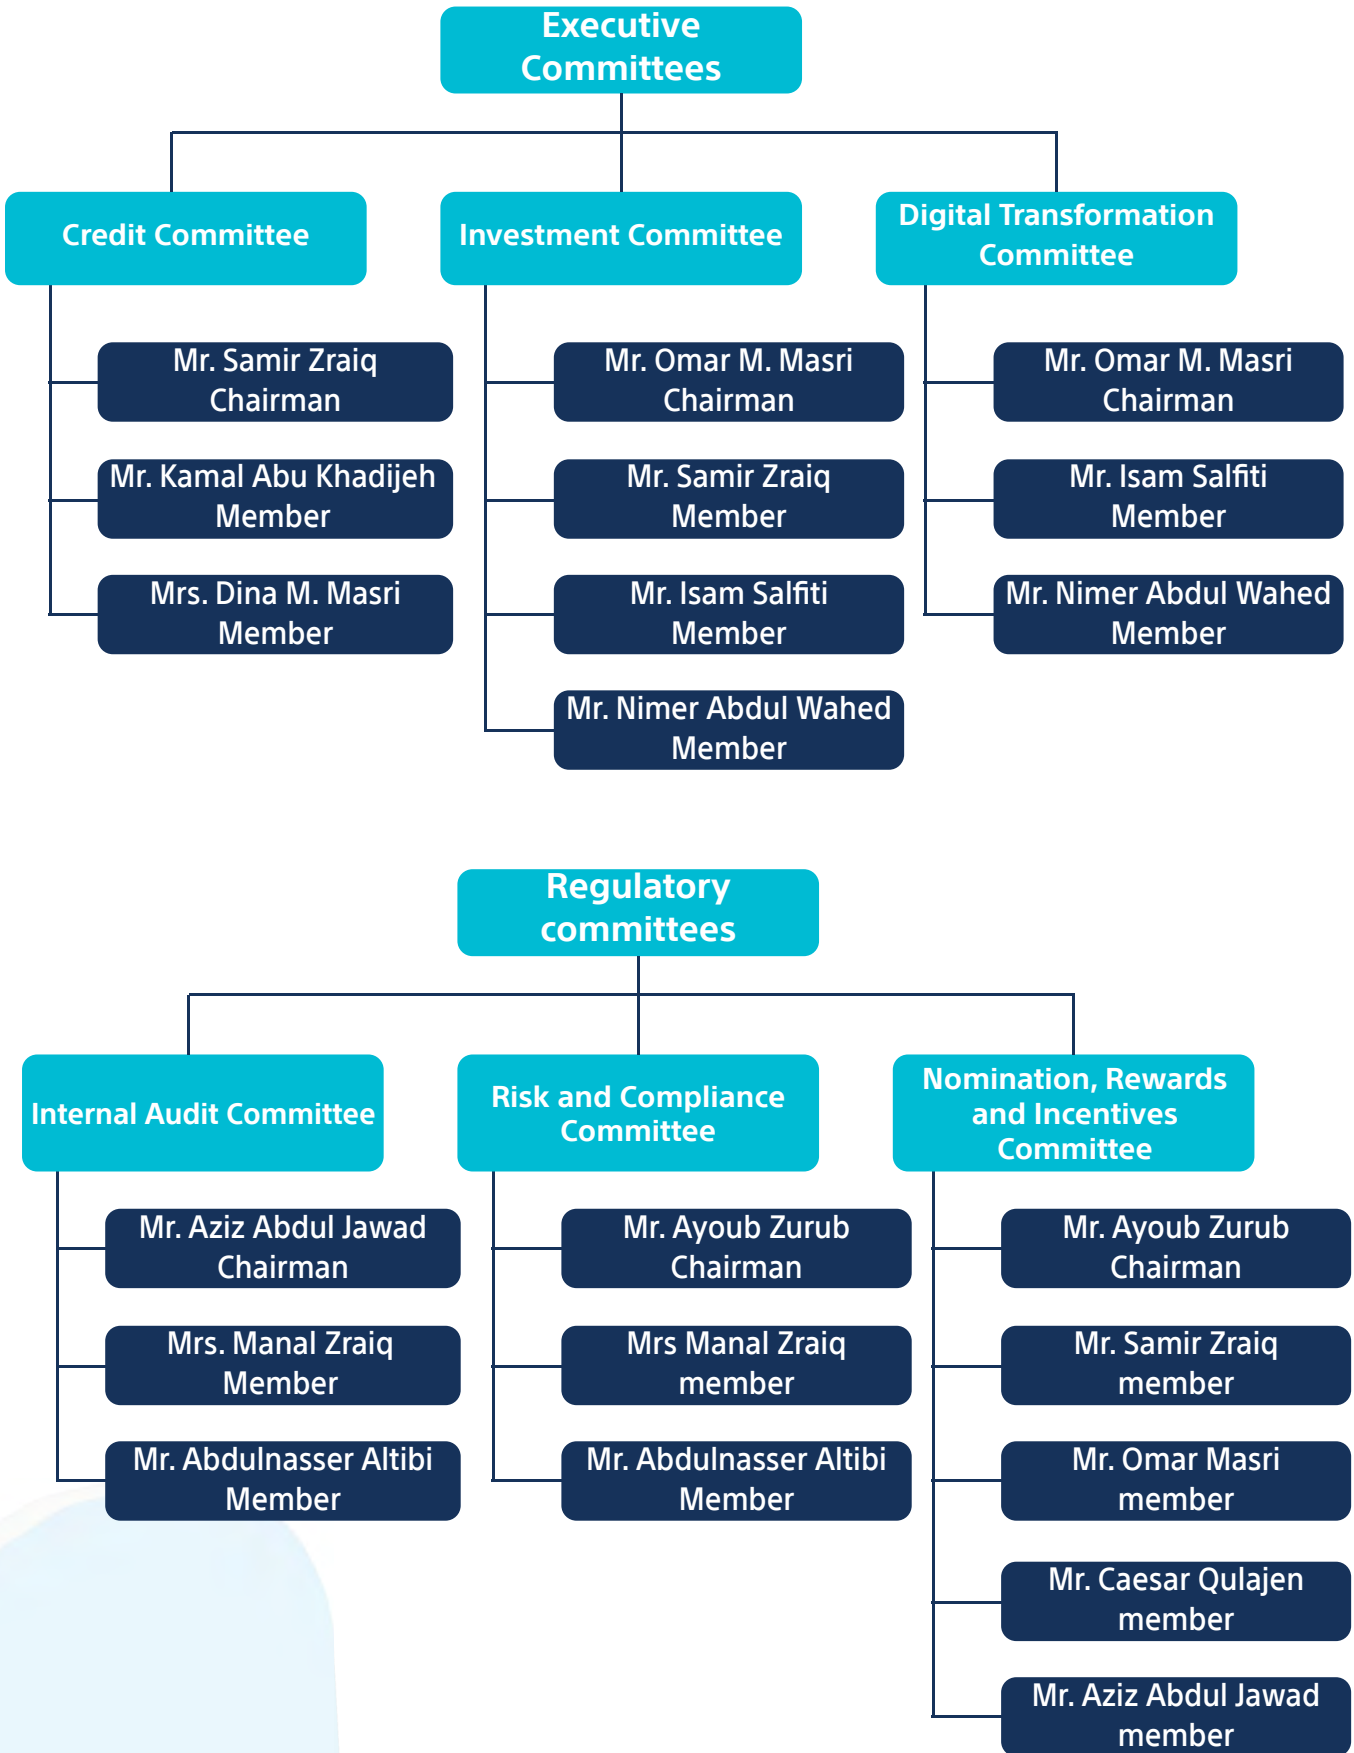 Executive
Committees
Credit Committee
Investment Committee
Digital Transformation
Committee
Mr. Samir Zraiq
Chairman
Mr. Kamal Abu Khadijeh
Member
Mrs. Dina M. Masri
Member
Mr. Omar M. Masri
Chairman
Mr. Samir Zraiq
Member
Mr. Isam Salfiti
Member
Mr. Nimer Abdul Wahed
Member
Mr. Omar M. Masri
Chairman
Mr. Isam Salfiti
Member
Mr. Nimer Abdul Wahed
Member
Regulatory
committees
Internal Audit Committee
Risk and Compliance
Committee
Nomination, Rewards
and Incentives
Committee
Mr. Aziz Abdul Jawad
Chairman
Mrs. Manal Zraiq
Member
Mr. Abdulnasser Altibi
Member
Mr. Ayoub Zurub
Chairman
Mrs Manal Zraiq
member
Mr. Abdulnasser Altibi
Member
Mr. Ayoub Zurub
Chairman
Mr. Samir Zraiq
member
Mr. Omar Masri
member
Mr. Caesar Qulajen
member
Mr. Aziz Abdul Jawad
member